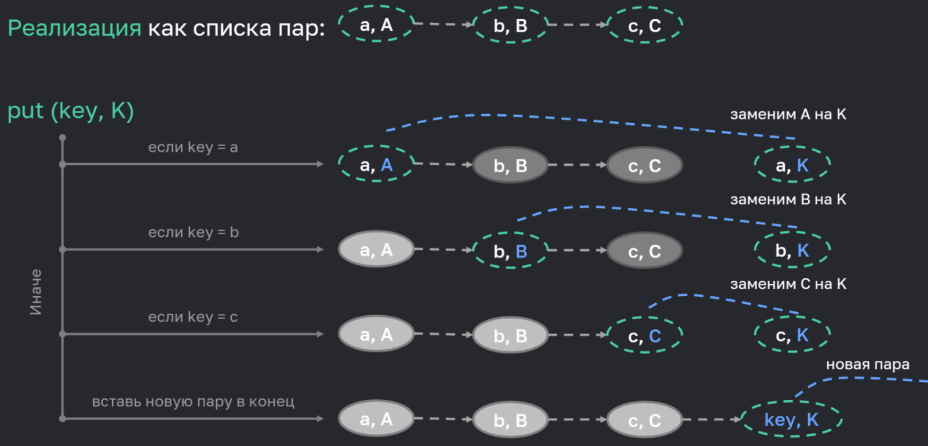 Реализация как списка пар: a, A b, B c, C
put (key, K)
заменим A на K
если key = a
a, A b, B c, C a, K
заменим B на K
если key = b
a, A b, B c, C b, K
заменим C на K
Иначе
если key = c
a, A b, B c, C c, K
новая пара
вставь новую пару в конец
a, A b, B c, C key, K